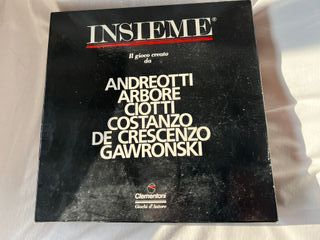 INSIEME®
Il gioco creato
da
ANDREOTTI
ARBORE
CIOTTI
COSTANZO
DE CRESCENZO
GAWRONSKI
Clementoni
Giochi d'Autore